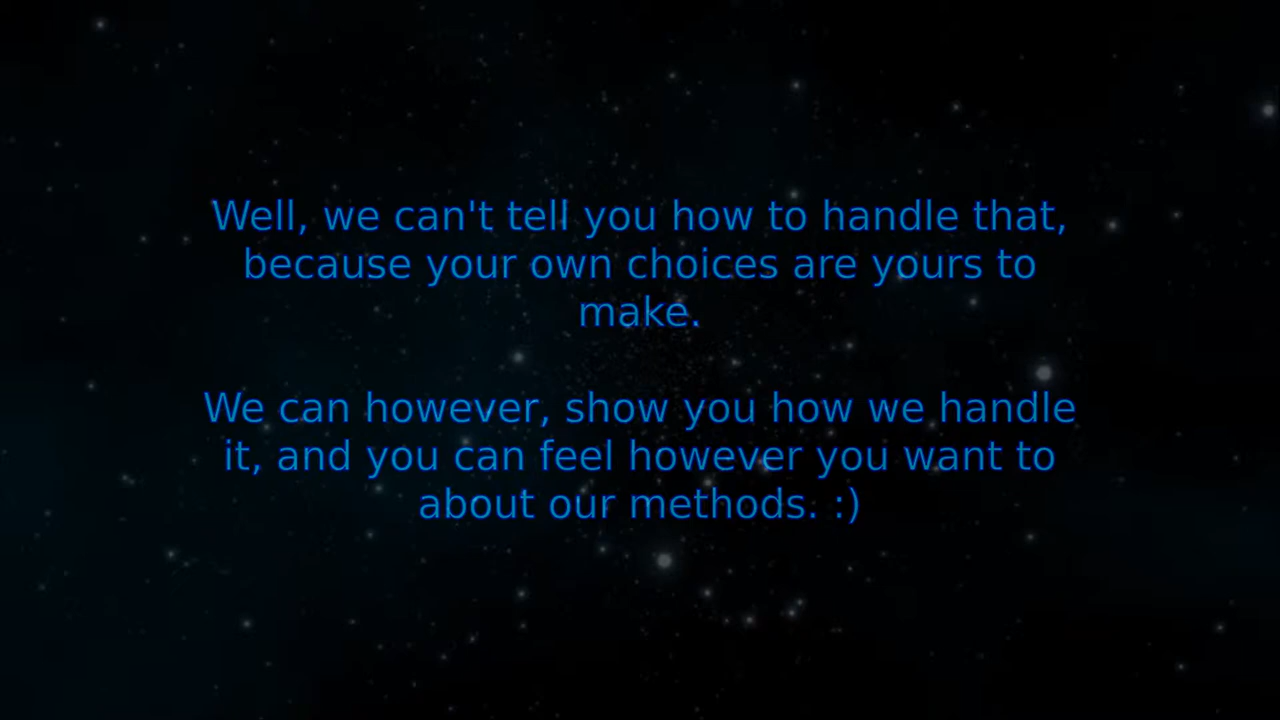 Well, we can't tell you how to handle that,
because your own choices are yours to
make.
We can however, show you how we handle
it, and you can feel however you want to
about our methods. :)